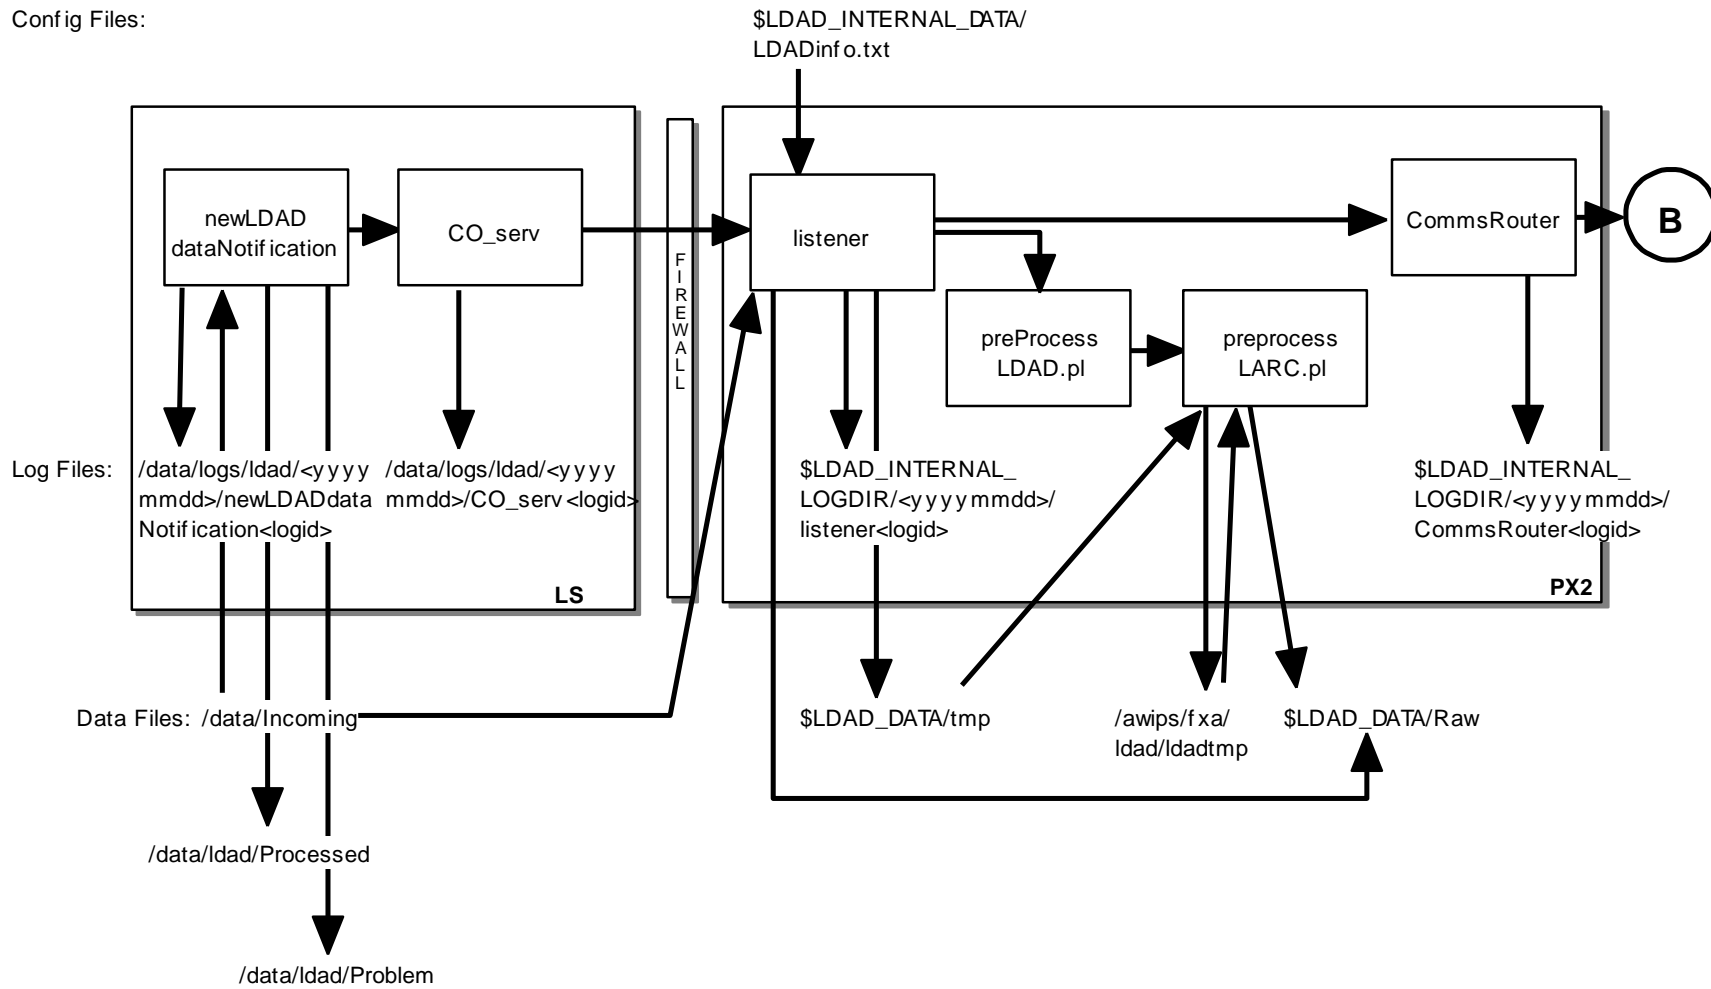 Config Files:
$LDAD_INTERNAL_DATA/
LDADinfo.txt
newLDAD
dataNotification
CO_serv
FIREWALL
listener
CommsRouter
B
preProcess
LDAD.pl
preprocess
LARC.pl
Log Files:
/data/logs/ldad/<yyyy
mmdd>/newLDADdata
Notification<logid>
/data/logs/ldad/<yyyy
mmdd>/CO_serv<logid>
$LDAD_INTERNAL_
LOGDIR/<yyyymmdd>/
listener<logid>
$LDAD_INTERNAL_
LOGDIR/<yyyymmdd>/
CommsRouter<logid>
LS
PX2
Data Files: /data/Incoming
$LDAD_DATA/tmp
/awips/fxa/
ldad/ldadtmp
$LDAD_DATA/Raw
/data/ldad/Processed
/data/ldad/Problem